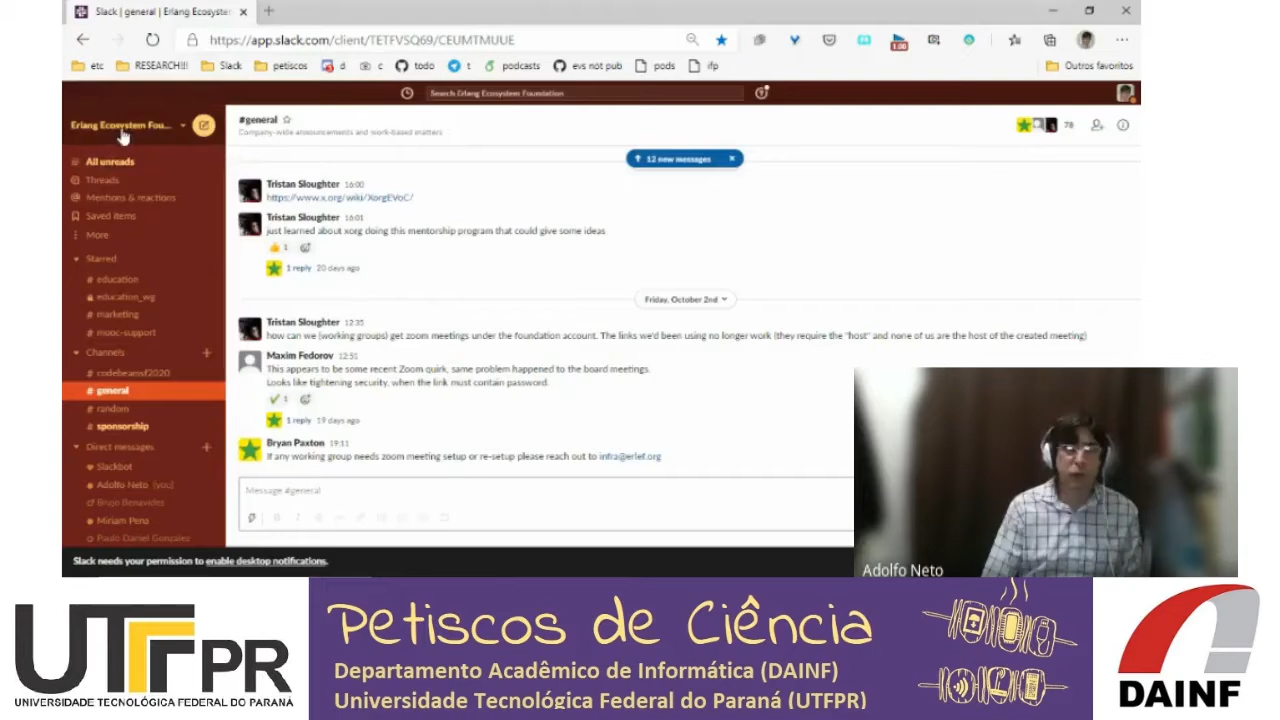 Slack | general | Erlang Ecosyste
https://app.slack.com/client/TETFVSQ69/CEUMTMUUE
1.00
etc
RESEARCH!!!
Slack
petiscos
d
c
todo
t
podcasts
evs not pub
pods
ifp
Outros favoritos
Search Erlang Ecosystem Foundation
Erlang Ecosystem Fou...
All unreads
Threads
Mentions & reactions
Saved items
More
Starred
# education
education_wg
# marketing
# mooc-support
Channels
# codebeamsf2020
# general
# random
# sponsorship
Direct messages
Slackbot
Adolfo Neto (you)
Brujo Benavides
Miriam Pena
Paulo Daniel Gonzalez
#general
Company-wide announcements and work-based matters
78
12 new messages
Tristan Sloughter 16:00
https://www.x.org/wiki/XorgEVoC/
Tristan Sloughter 16:01
just learned about xorg doing this mentorship program that could give some ideas
1
1 reply 20 days ago
Friday, October 2nd
Tristan Sloughter 12:35
how can we (working groups) get zoom meetings under the foundation account. The links we'd been using no longer work (they require the "host" and none of us are the host of the created meeting)
Maxim Fedorov 12:51
This appears to be some recent Zoom quirk, same problem happened to the board meetings.
Looks like tightening security, when the link must contain password.
1
1 reply 19 days ago
Bryan Paxton 19:11
If any working group needs zoom meeting setup or re-setup please reach out to infra@erlef.org
Message #general
Slack needs your permission to enable desktop notifications.
Adolfo Neto
UTFPR
UNIVERSIDADE TECNOLÓGICA FEDERAL DO PARANÁ
Petiscos de Ciência
Departamento Acadêmico de Informática (DAINF)
Universidade Tecnológica Federal do Paraná (UTFPR)
DAINF